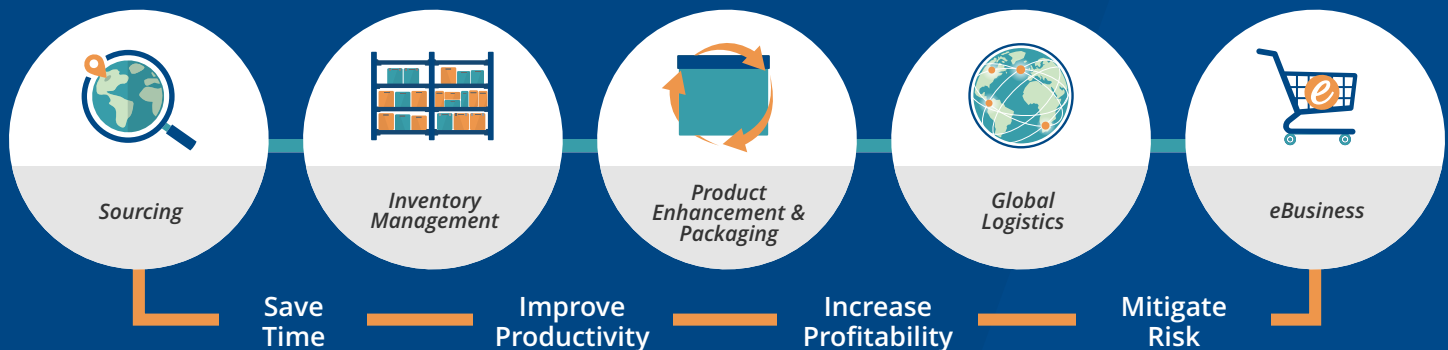 e
Sourcing
Inventory
Management
Product
Enhancement &
Packaging
Global
Logistics
eBusiness
Save
Time
Improve
Productivity
Increase
Profitability
Mitigate
Risk